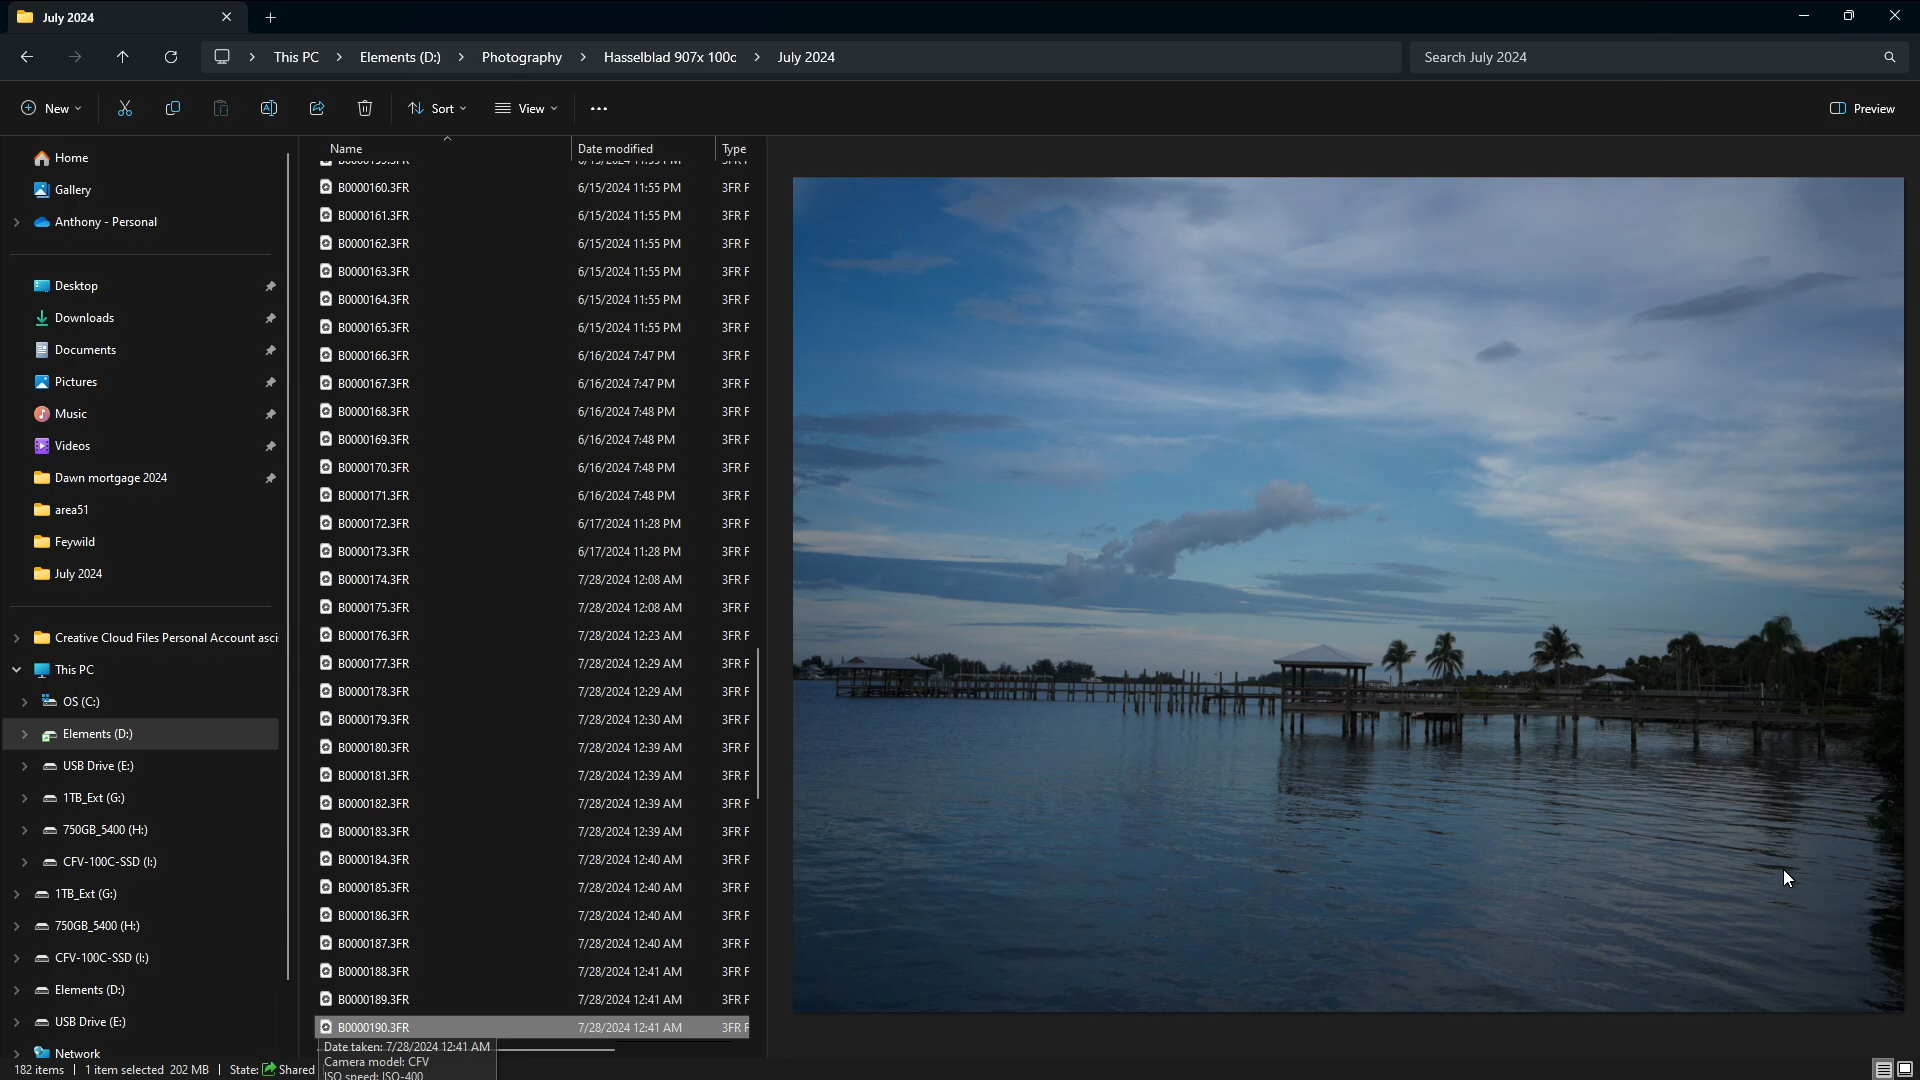 July 2024
This PC > Elements (D:) > Photography > Hasselblad 907x 100c > July 2024
Search July 2024
New
Sort
View
Preview
Home
Gallery
Anthony - Personal
Desktop
Downloads
Documents
Pictures
Music
Videos
Dawn mortgage 2024
area51
Feywild
July 2024
Creative Cloud Files Personal Account asci
This PC
OS (C:)
Elements (D:)
USB Drive (E:)
1TB_Ext (G:)
750GB_5400 (H:)
CFV-100C-SSD (I:)
1TB_Ext (G:)
750GB_5400 (H:)
CFV-100C-SSD (I:)
Elements (D:)
USB Drive (E:)
Network
Name Date modified Type
B0000160.3FR 6/15/2024 11:55 PM 3FR F
B0000161.3FR 6/15/2024 11:55 PM 3FR F
B0000162.3FR 6/15/2024 11:55 PM 3FR F
B0000163.3FR 6/15/2024 11:55 PM 3FR F
B0000164.3FR 6/15/2024 11:55 PM 3FR F
B0000165.3FR 6/15/2024 11:55 PM 3FR F
B0000166.3FR 6/16/2024 7:47 PM 3FR F
B0000167.3FR 6/16/2024 7:47 PM 3FR F
B0000168.3FR 6/16/2024 7:48 PM 3FR F
B0000169.3FR 6/16/2024 7:48 PM 3FR F
B0000170.3FR 6/16/2024 7:48 PM 3FR F
B0000171.3FR 6/16/2024 7:48 PM 3FR F
B0000172.3FR 6/17/2024 11:28 PM 3FR F
B0000173.3FR 6/17/2024 11:28 PM 3FR F
B0000174.3FR 7/28/2024 12:08 AM 3FR F
B0000175.3FR 7/28/2024 12:08 AM 3FR F
B0000176.3FR 7/28/2024 12:23 AM 3FR F
B0000177.3FR 7/28/2024 12:29 AM 3FR F
B0000178.3FR 7/28/2024 12:29 AM 3FR F
B0000179.3FR 7/28/2024 12:30 AM 3FR F
B0000180.3FR 7/28/2024 12:39 AM 3FR F
B0000181.3FR 7/28/2024 12:39 AM 3FR F
B0000182.3FR 7/28/2024 12:39 AM 3FR F
B0000183.3FR 7/28/2024 12:39 AM 3FR F
B0000184.3FR 7/28/2024 12:40 AM 3FR F
B0000185.3FR 7/28/2024 12:40 AM 3FR F
B0000186.3FR 7/28/2024 12:40 AM 3FR F
B0000187.3FR 7/28/2024 12:40 AM 3FR F
B0000188.3FR 7/28/2024 12:41 AM 3FR F
B0000189.3FR 7/28/2024 12:41 AM 3FR F
B0000190.3FR 7/28/2024 12:41 AM 3FR F
Date taken: 7/28/2024 12:41 AM
Camera model: CFV
ISO speed: ISO-400
182 items | 1 item selected 202 MB | State: Shared